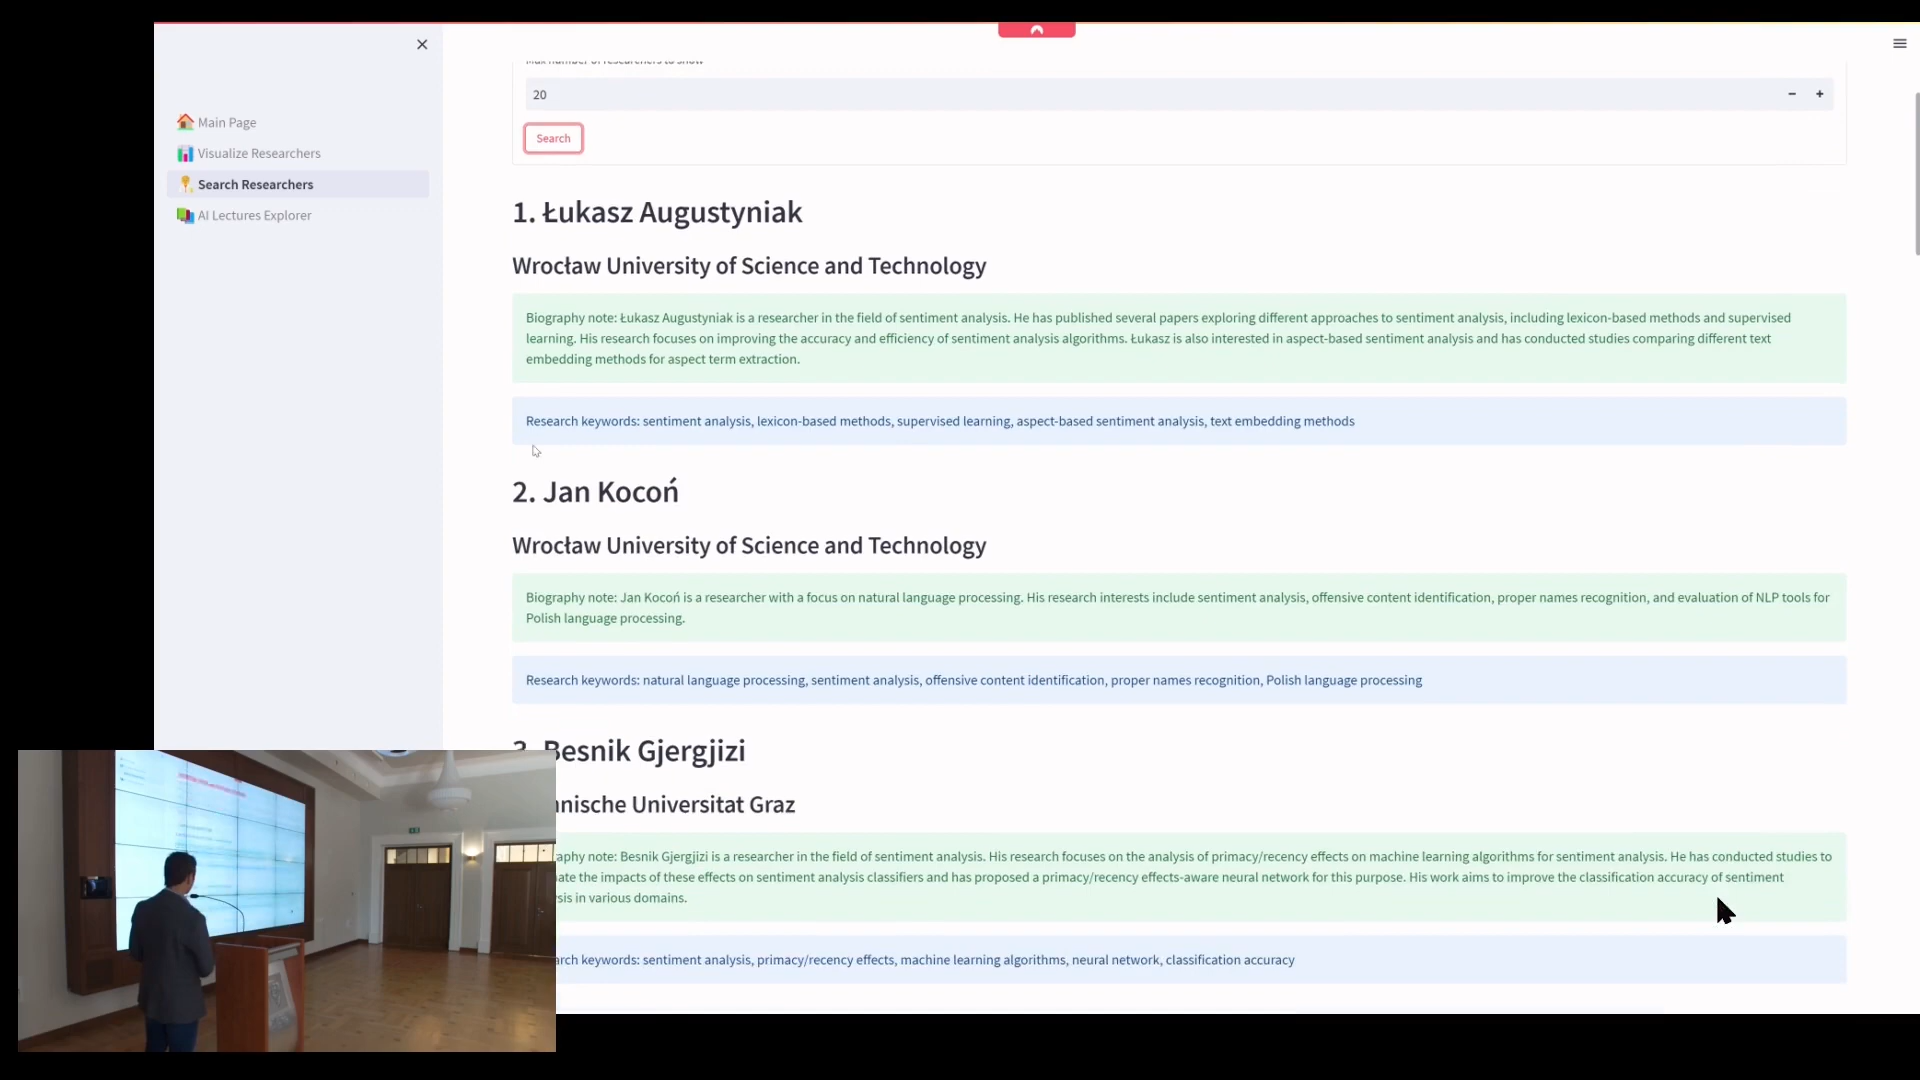 Main Page
Visualize Researchers
Search Researchers
AI Lectures Explorer
Max number of researchers to show
20
Search
1. Łukasz Augustyniak
Wrocław University of Science and Technology
Biography note: Łukasz Augustyniak is a researcher in the field of sentiment analysis. He has published several papers exploring different approaches to sentiment analysis, including lexicon-based methods and supervised
learning. His research focuses on improving the accuracy and efficiency of sentiment analysis algorithms. Łukasz is also interested in aspect-based sentiment analysis and has conducted studies comparing different text
embedding methods for aspect term extraction.
Research keywords: sentiment analysis, lexicon-based methods, supervised learning, aspect-based sentiment analysis, text embedding methods
2. Jan Kocoń
Wrocław University of Science and Technology
Biography note: Jan Kocoń is a researcher with a focus on natural language processing. His research interests include sentiment analysis, offensive content identification, proper names recognition, and evaluation of NLP tools for
Polish language processing.
Research keywords: natural language processing, sentiment analysis, offensive content identification, proper names recognition, Polish language processing
3. Besnik Gjergjizi
nische Universitat Graz
aphy note: Besnik Gjergjizi is a researcher in the field of sentiment analysis. His research focuses on the analysis of primacy/recency effects on machine learning algorithms for sentiment analysis. He has conducted studies to
ate the impacts of these effects on sentiment analysis classifiers and has proposed a primacy/recency effects-aware neural network for this purpose. His work aims to improve the classification accuracy of sentiment
sis in various domains.
arch keywords: sentiment analysis, primacy/recency effects, machine learning algorithms, neural network, classification accuracy